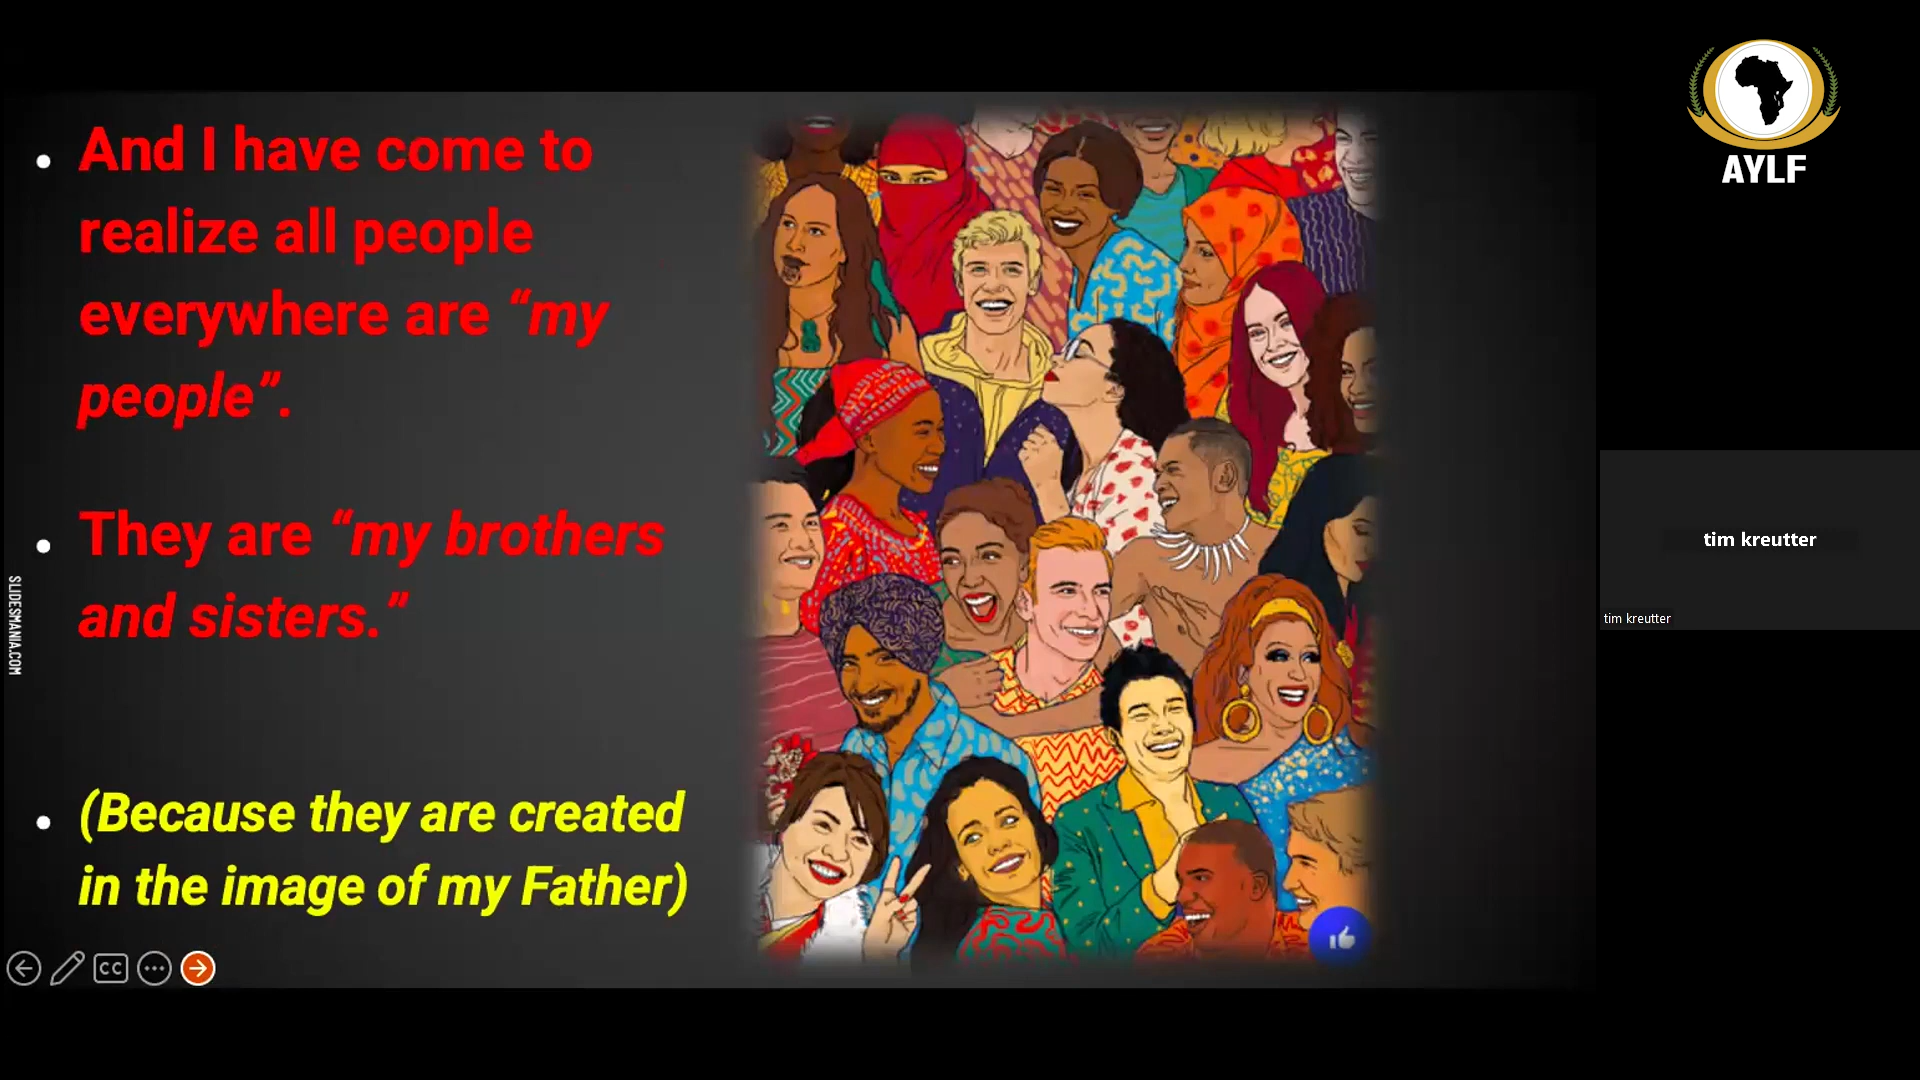 And I have come to
realize all people
everywhere are “my
people”.
They are “my brothers
and sisters.”
(Because they are created
in the image of my Father)
SLIDESMANIA.COM
CC
AYLF
tim kreutter
tim kreutter